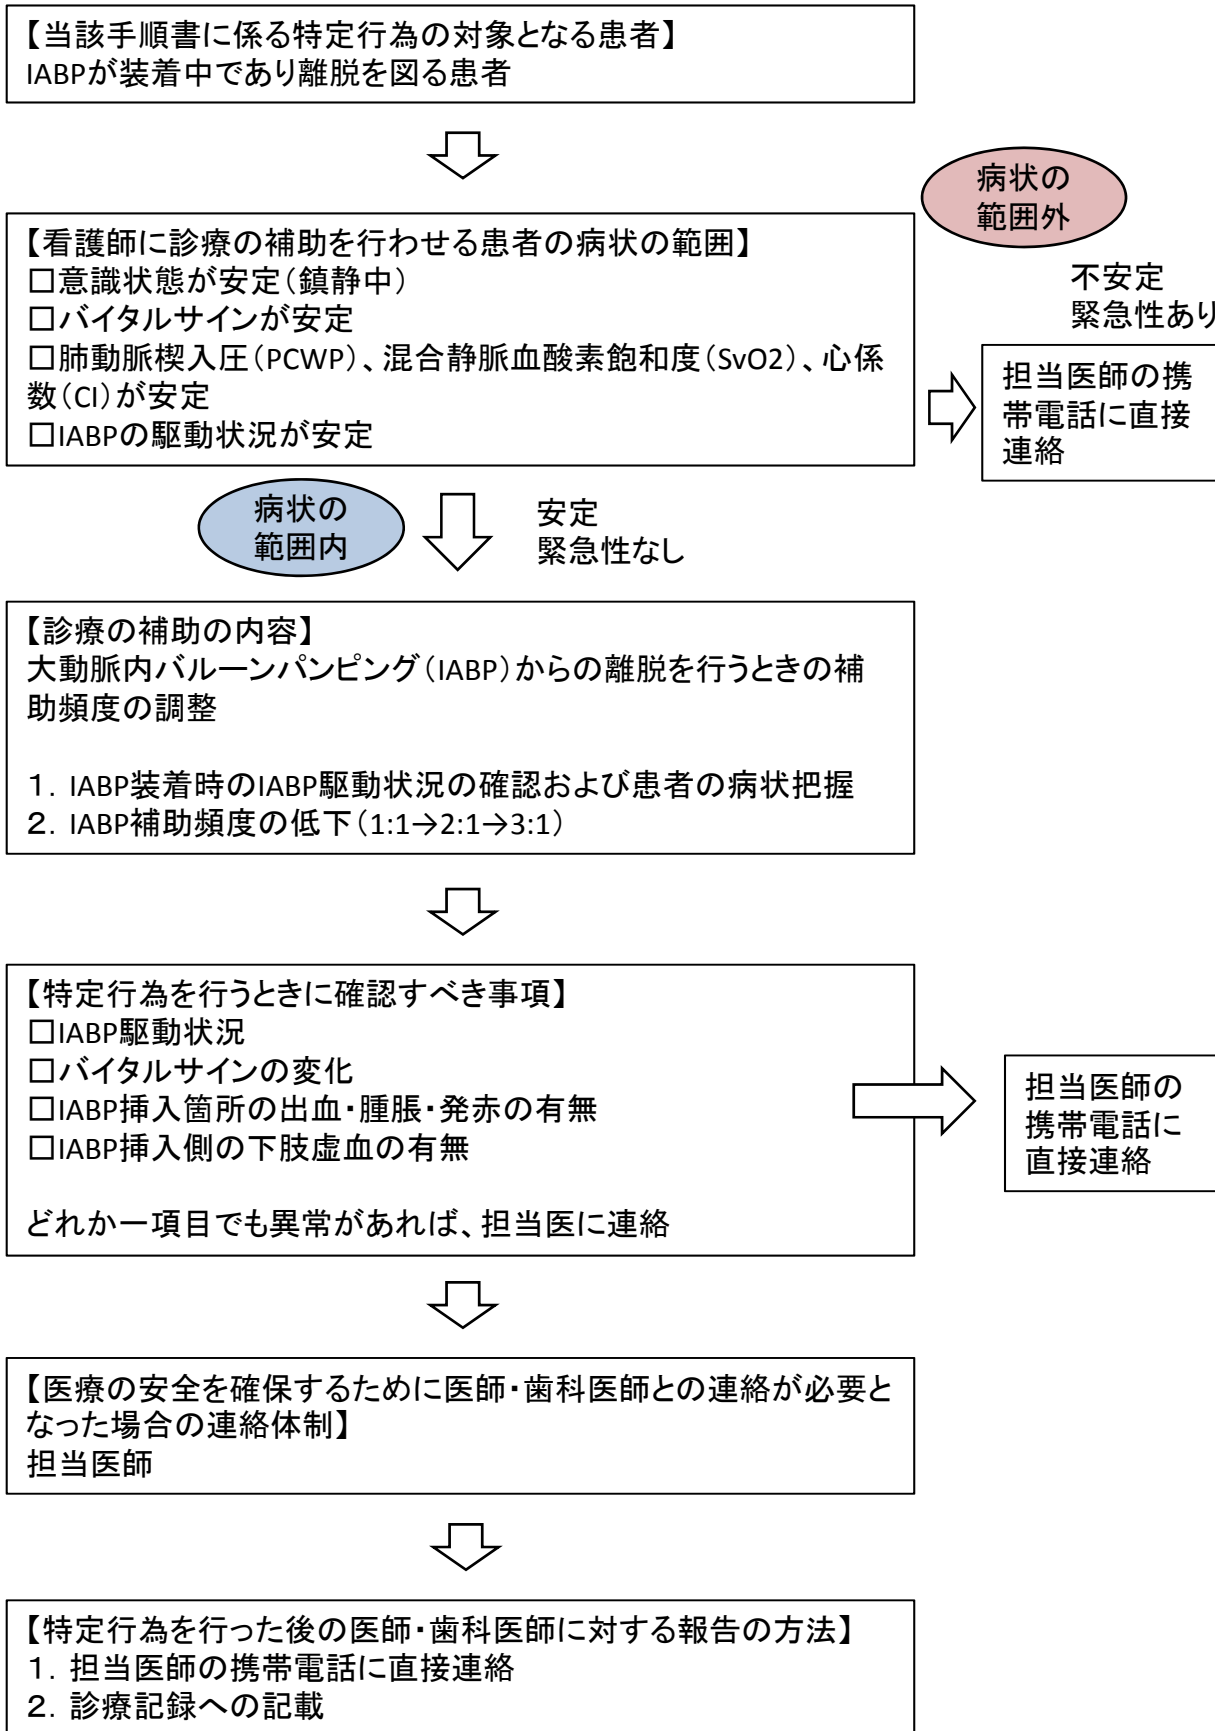 【当該手順書に係る特定行為の対象となる患者】
IABPが装着中であり離脱を図る患者
病状の
範囲外
【看護師に診療の補助を行わせる患者の病状の範囲】
□意識状態が安定（鎮静中）
□バイタルサインが安定
□肺動脈楔入圧（PCWP）、混合静脈血酸素飽和度（SvO2）、心係
数（CI）が安定
□IABPの駆動状況が安定
不安定
緊急性あり
担当医師の携
帯電話に直接
連絡
病状の
範囲内
安定
緊急性なし
【診療の補助の内容】
大動脈内バルーンパンピング（IABP）からの離脱を行うときの補
助頻度の調整
１．IABP装着時のIABP駆動状況の確認および患者の病状把握
２．IABP補助頻度の低下（1:1→2:1→3:1）
【特定行為を行うときに確認すべき事項】
□IABP駆動状況
□バイタルサインの変化
□IABP挿入箇所の出血・腫脹・発赤の有無
□IABP挿入側の下肢虚血の有無
どれか一項目でも異常があれば、担当医に連絡
担当医師の
携帯電話に
直接連絡
【医療の安全を確保するために医師・歯科医師との連絡が必要と
なった場合の連絡体制】
担当医師
【特定行為を行った後の医師・歯科医師に対する報告の方法】
１．担当医師の携帯電話に直接連絡
２．診療記録への記載